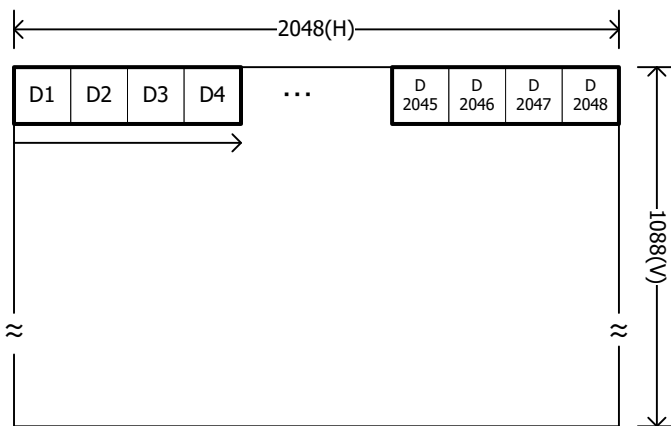 2048(H)
D1 D2 D3 D4 ... D D D D
2045 2046 2047 2048
1088(V)
≈ ≈